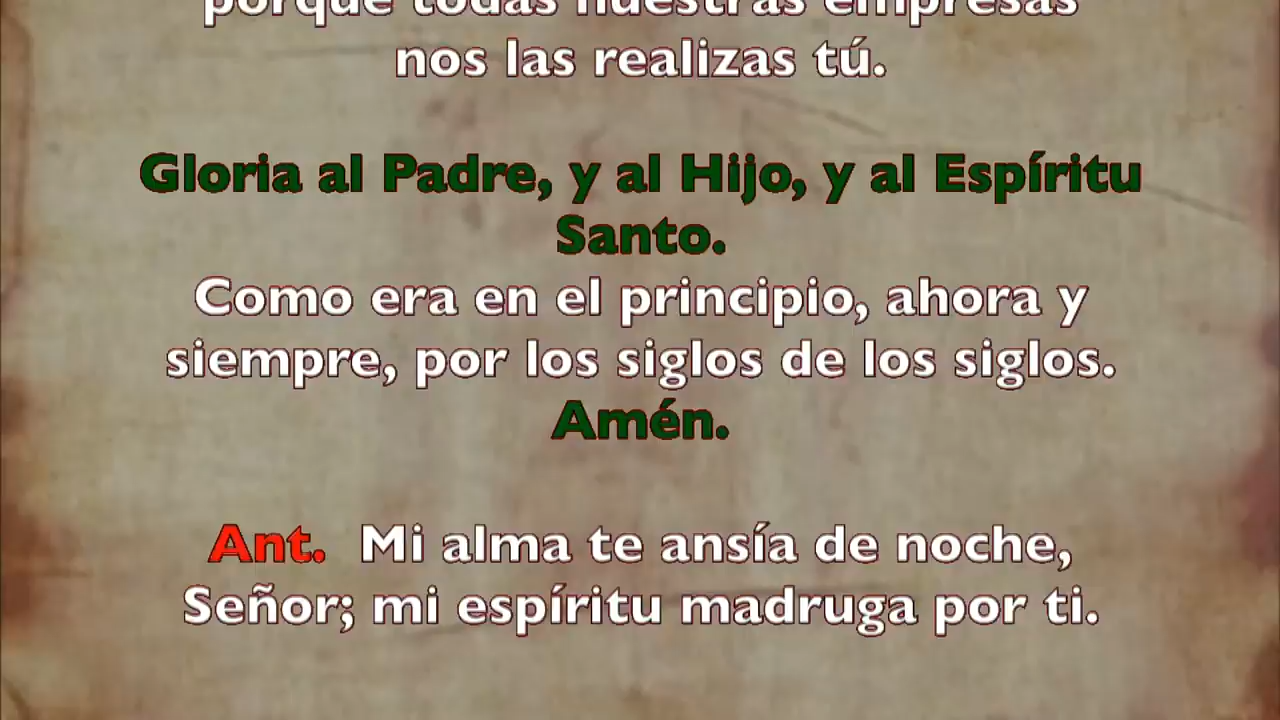 porque todas nuestras empresas
nos las realizas tú.
Gloria al Padre, y al Hijo, y al Espíritu
Santo.
Como era en el principio, ahora y
siempre, por los siglos de los siglos.
Amén.
Ant. Mi alma te ansía de noche,
Señor; mi espíritu madruga por ti.